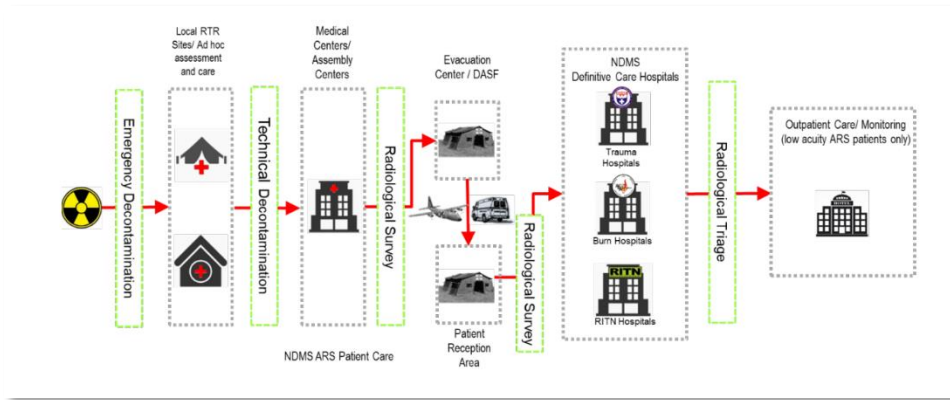 Local RTR
Sites/ Ad hoc
assessment
and care
Medical
Centers/
Assembly
Centers
Evacuation
Center / DASF
NDMS
Definitive Care Hospitals
Outpatient Care/ Monitoring
(low acuity ARS patients only)
Emergency Decontamination
Technical Decontamination
Radiological Survey
Radiological Survey
Radiological Triage
Trauma
Hospitals
Burn Hospitals
RITN
RITN Hospitals
Patient
Reception
Area
NDMS ARS Patient Care